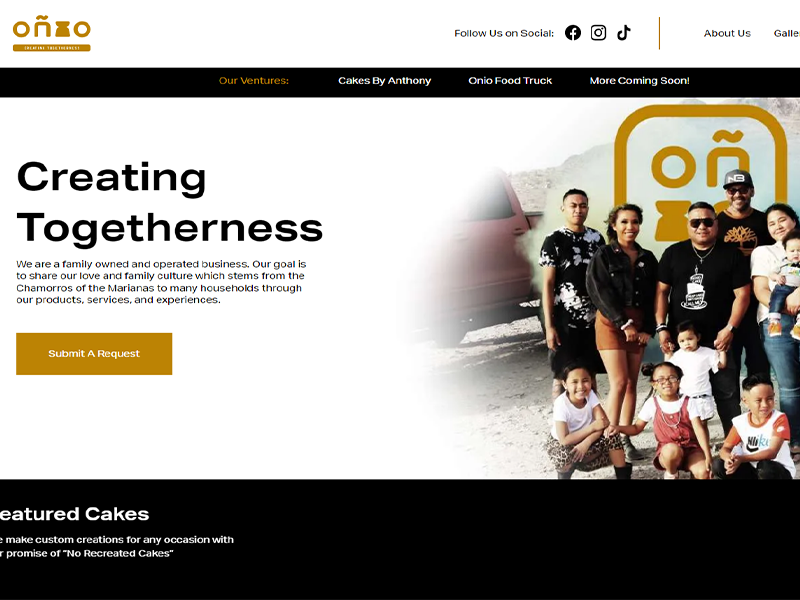 oñ o
CREATING TOGETHERNESS
Follow Us on Social:
About Us
Galle
Our Ventures:
Cakes By Anthony
Onio Food Truck
More Coming Soon!
oñ
Creating
Togetherness
We are a family owned and operated business. Our goal is
to share our love and family culture which stems from the
Chamorros of the Marianas to many households through
our products, services, and experiences.
Submit A Request
eatured Cakes
e make custom creations for any occasion with
r promise of "No Recreated Cakes"